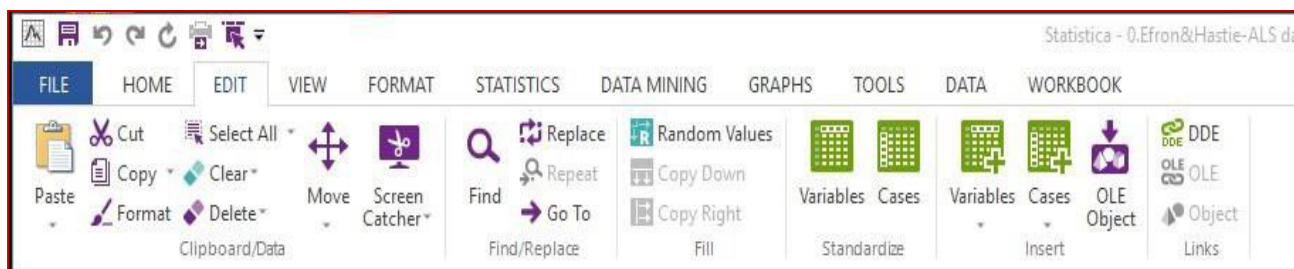 Statistica - 0.Efron&Hastie-ALS da
FILE HOME EDIT VIEW FORMAT STATISTICS DATA MINING GRAPHS TOOLS DATA WORKBOOK
Cut Select All Replace Random Values DDE DDE
Copy Clear Repeat Copy Down OLE OLE
Paste Move Screen Catcher Find Variables Cases Variables Cases OLE Object
Format Delete Go To Copy Right Object
Clipboard/Data Find/Replace Fill Standardize Insert Links